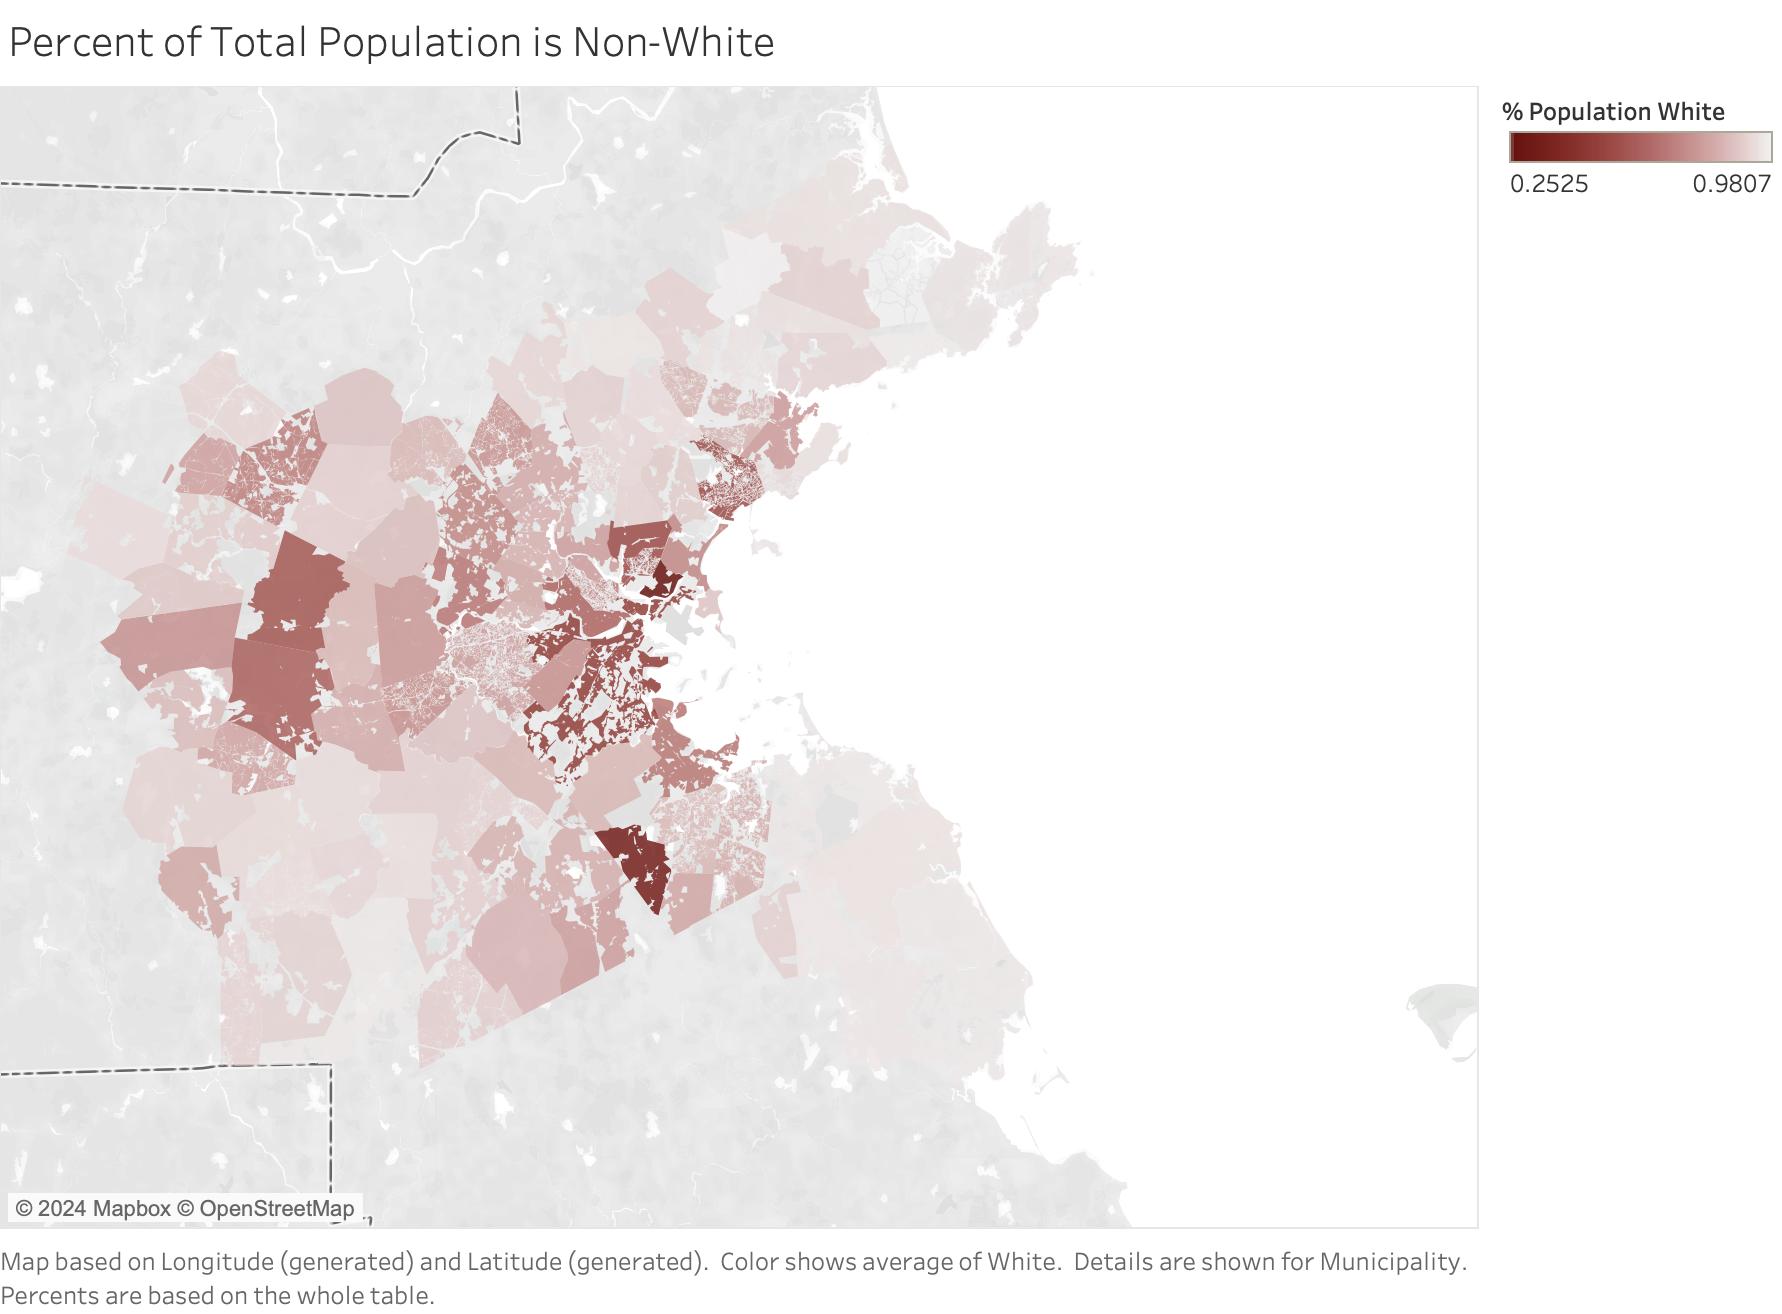 Percent of Total Population is Non-White
% Population White
0.2525 0.9807
© 2024 Mapbox © OpenStreetMap
Map based on Longitude (generated) and Latitude (generated).  Color shows average of White.  Details are shown for Municipality.
Percents are based on the whole table.